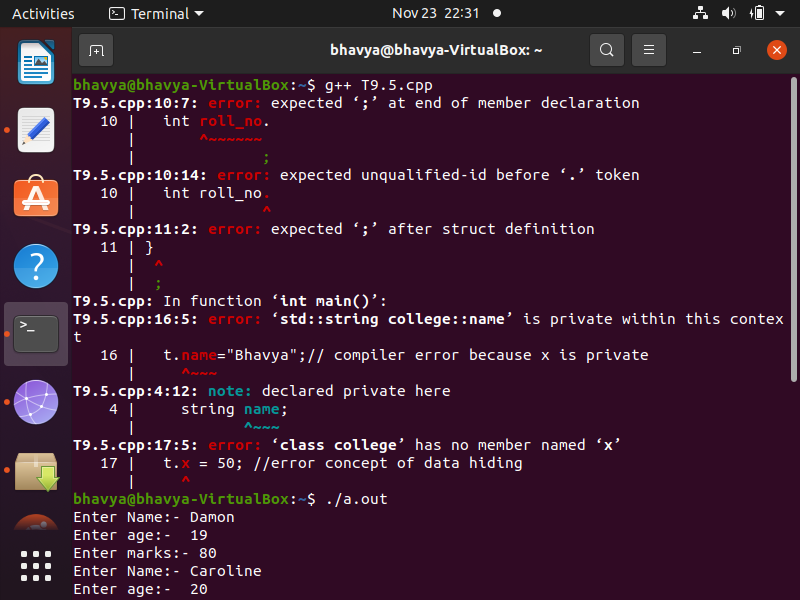 Activities Terminal Nov 23 22:31
bhavya@bhavya-VirtualBox: ~
bhavya@bhavya-VirtualBox:~$ g++ T9.5.cpp
T9.5.cpp:10:7: error: expected ‘;’ at end of member declaration
10 | int roll_no.
| ^~~~~~~
| ;
T9.5.cpp:10:14: error: expected unqualified-id before ‘.’ token
10 | int roll_no.
| ^
T9.5.cpp:11:2: error: expected ‘;’ after struct definition
11 | }
| ^
| ;
T9.5.cpp: In function ‘int main()’:
T9.5.cpp:16:5: error: ‘std::string college::name’ is private within this contex
t
16 | t.name="Bhavya";// compiler error because x is private
| ^~~~
T9.5.cpp:4:12: note: declared private here
4 | string name;
| ^~~~
T9.5.cpp:17:5: error: ‘class college’ has no member named ‘x’
17 | t.x = 50; //error concept of data hiding
| ^
bhavya@bhavya-VirtualBox:~$ ./a.out
Enter Name:- Damon
Enter age:- 19
Enter marks:- 80
Enter Name:- Caroline
Enter age:- 20